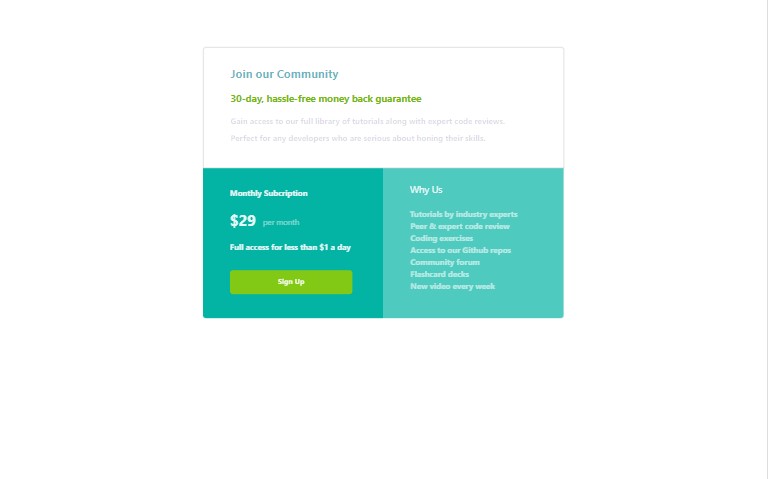 Join our Community
30-day, hassle-free money back guarantee
Gain access to our full library of tutorials along with expert code reviews.
Perfect for any developers who are serious about honing their skills.
Monthly Subcription
$29 per month
Full access for less than $1 a day
Sign Up
Why Us
Tutorials by industry experts
Peer & expert code review
Coding exercises
Access to our Github repos
Community forum
Flashcard decks
New video every week